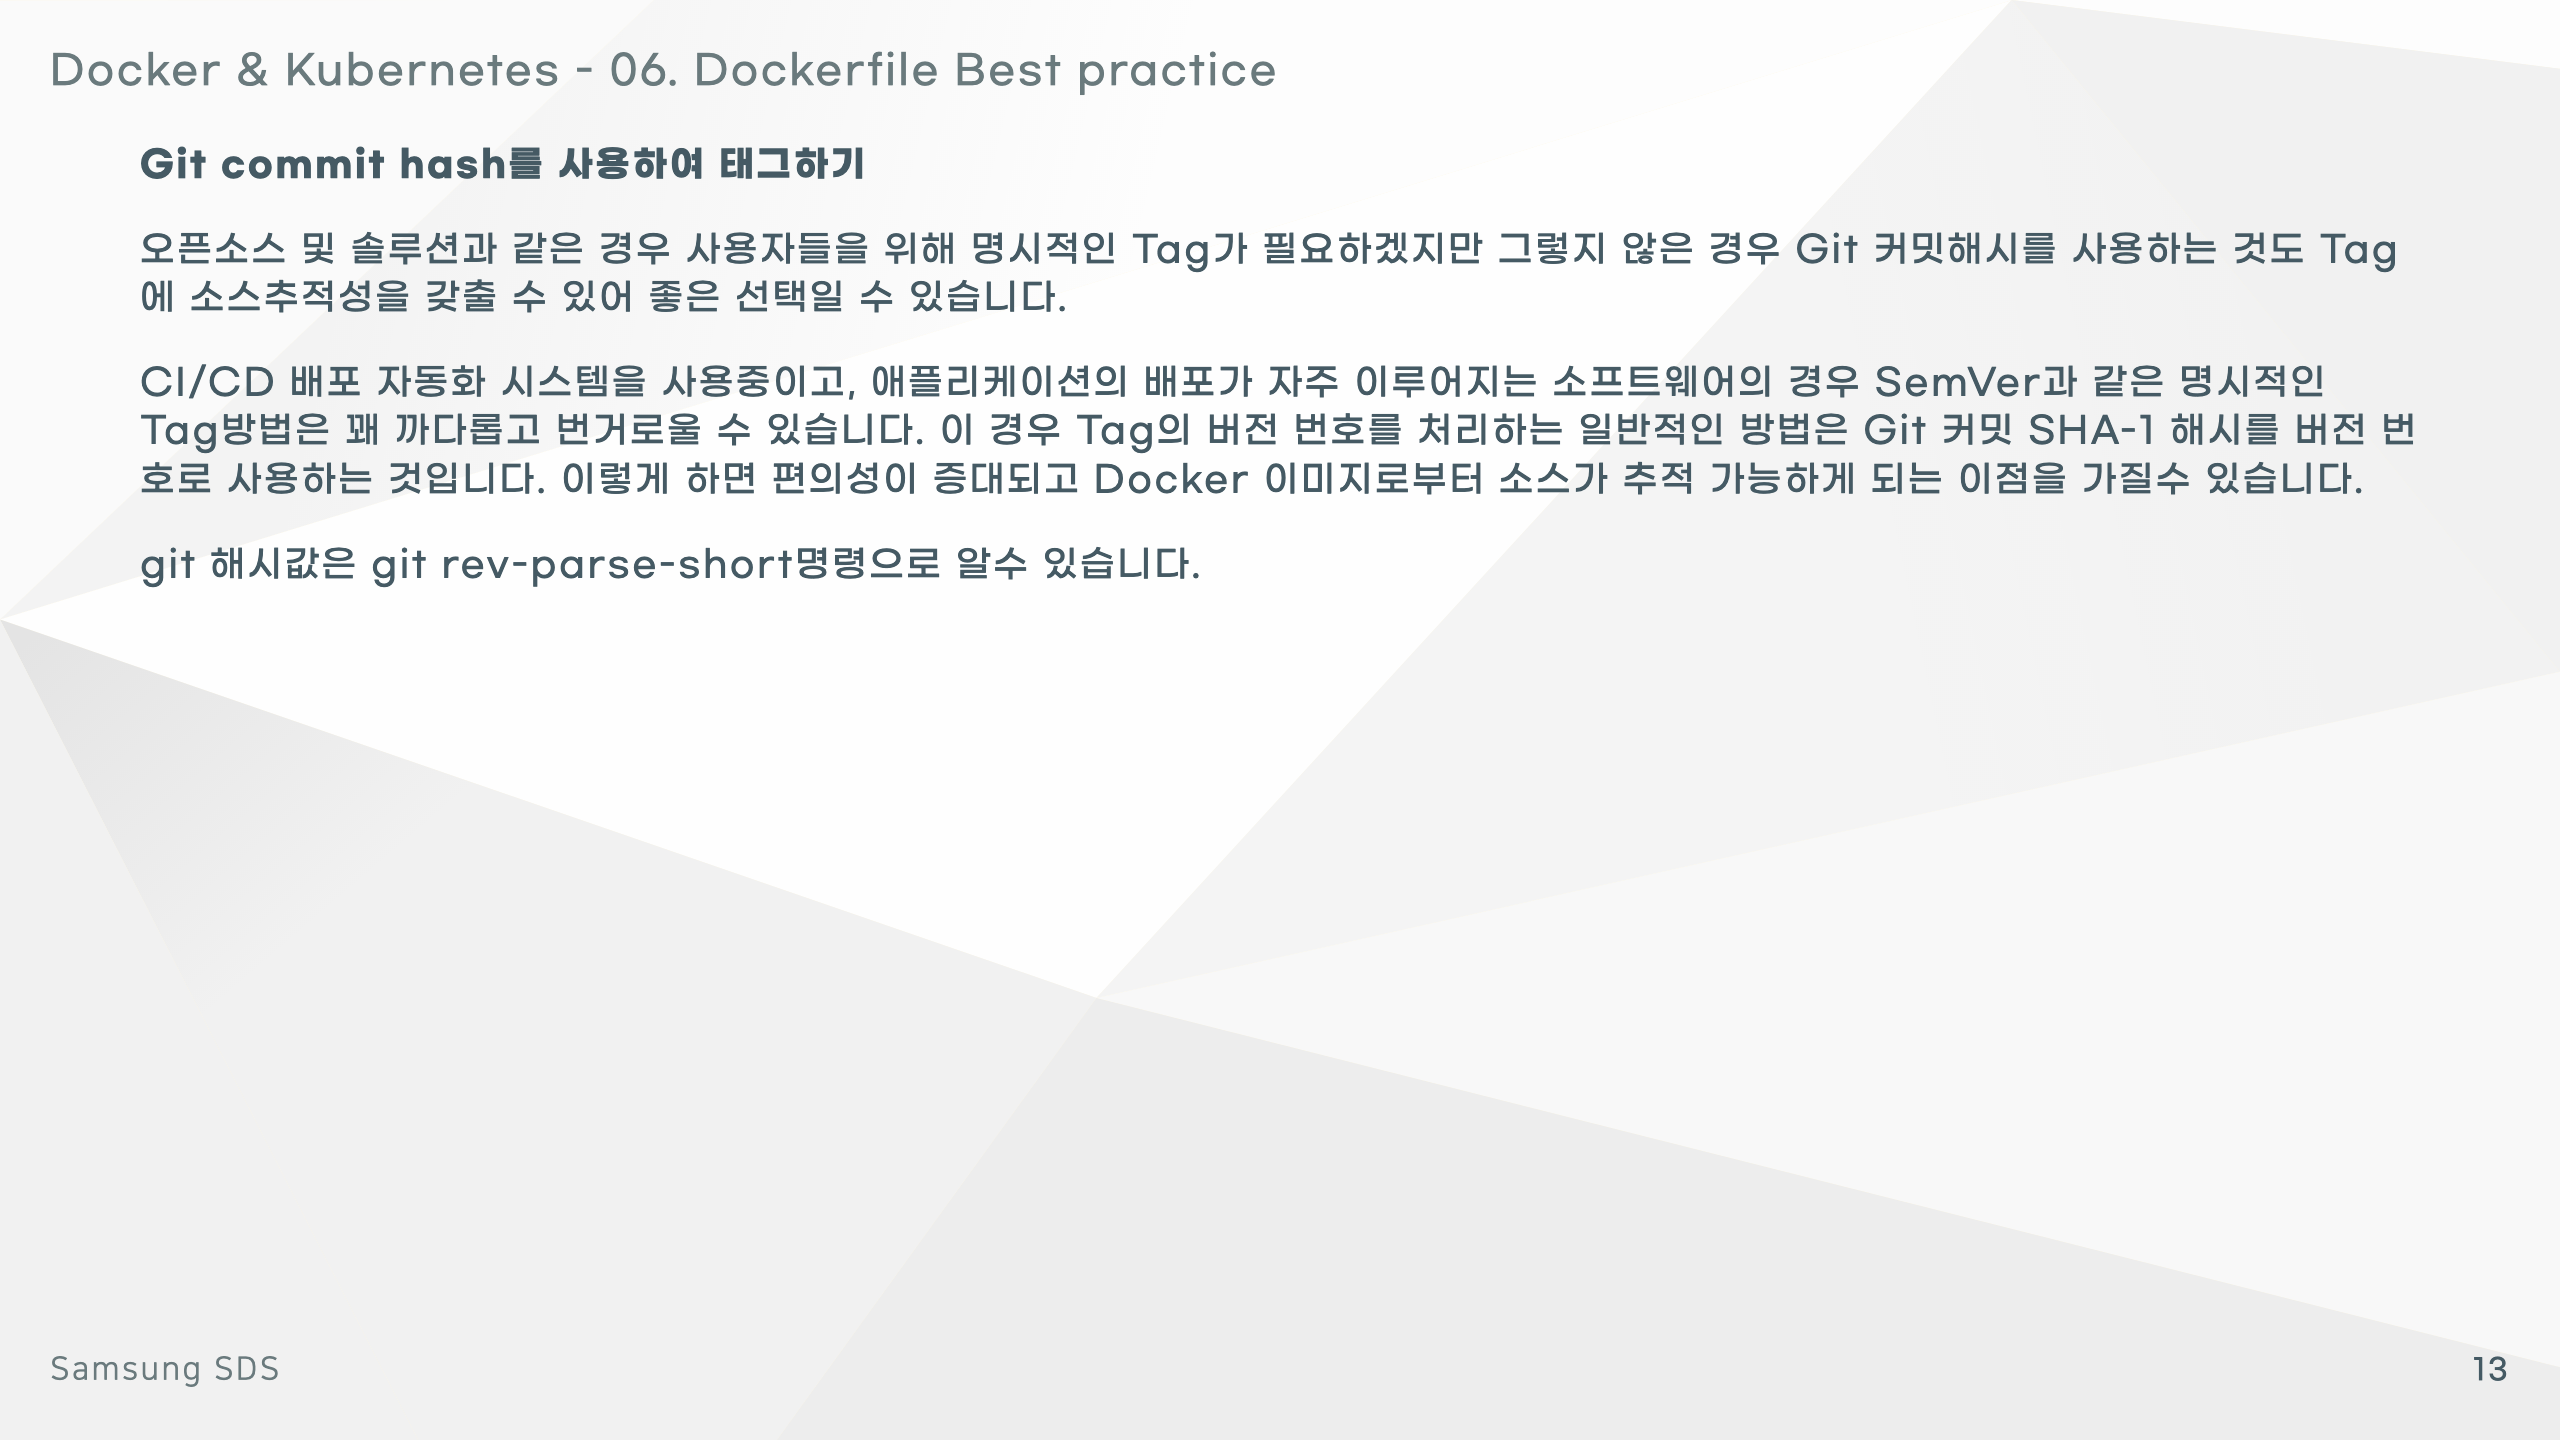 Docker & Kubernetes - 06. Dockerfile Best practice
Git commit hash를 사용하여 태그하기
오픈소스 및 솔루션과 같은 경우 사용자들을 위해 명시적인 Tag가 필요하겠지만 그렇지 않은 경우 Git 커밋해시를 사용하는 것도 Tag
에 소스추적성을 갖출 수 있어 좋은 선택일 수 있습니다.
CI/CD 배포 자동화 시스템을 사용중이고, 애플리케이션의 배포가 자주 이루어지는 소프트웨어의 경우 SemVer과 같은 명시적인
Tag방법은 꽤 까다롭고 번거로울 수 있습니다. 이 경우 Tag의 버전 번호를 처리하는 일반적인 방법은 Git 커밋 SHA-1 해시를 버전 번
호로 사용하는 것입니다. 이렇게 하면 편의성이 증대되고 Docker 이미지로부터 소스가 추적 가능하게 되는 이점을 가질수 있습니다.
git 해시값은 git rev-parse-short명령으로 알수 있습니다.
Samsung SDS
13